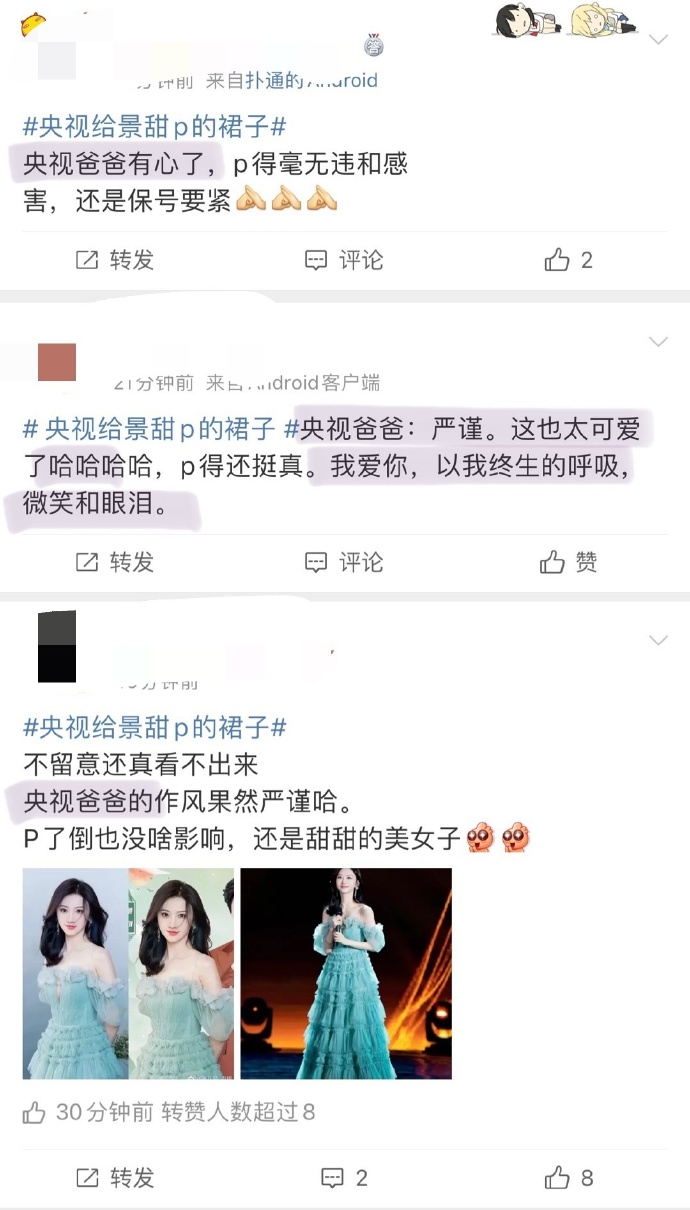 答
分钟前 来自扑通的Android
#央视给景甜p的裙子#
央视爸爸有心了，p得毫无违和感
害，还是保号要紧
转发
评论
2
21分钟前 来自Android客户端
# 央视给景甜p的裙子 #央视爸爸：严谨。这也太可爱
了哈哈哈哈，p得还挺真。我爱你，以我终生的呼吸，
微笑和眼泪。
转发
评论
赞
分钟前
#央视给景甜p的裙子#
不留意还真看不出来
央视爸爸的作风果然严谨哈。
P了倒也没啥影响，还是甜甜的美女子
30分钟前 转赞人数超过8
转发
2
8